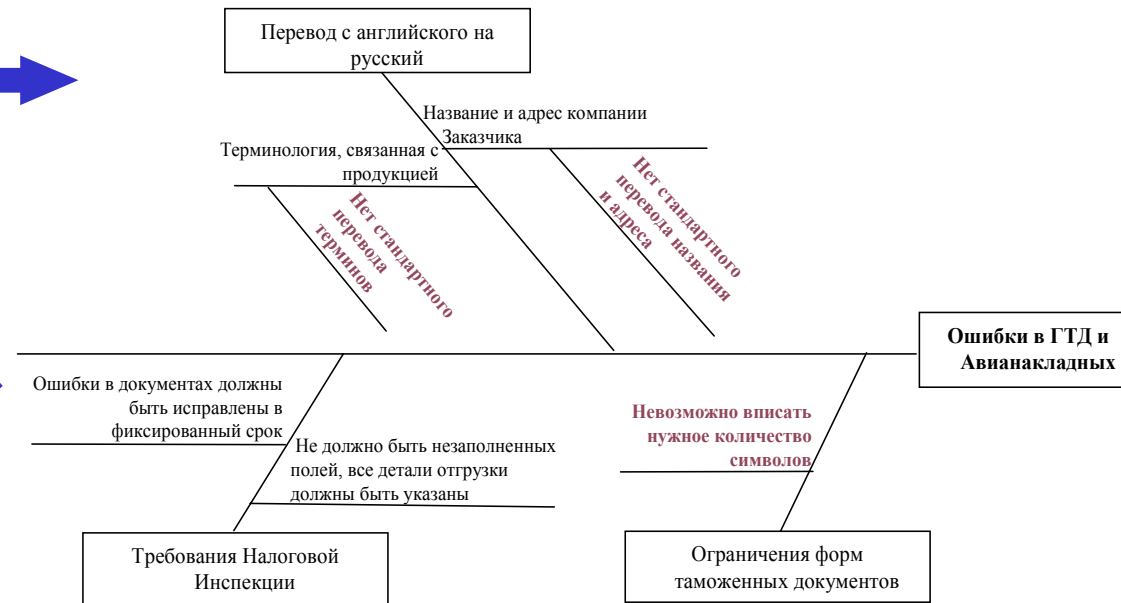 Перевод с английского на
русский
Название и адрес компании
Заказчика
Терминология, связанная с
продукцией
Нет стандартного
перевода
терминов
Нет стандартного
перевода названия
и адреса
Ошибки в ГТД и
Авианакладных
Ошибки в документах должны
быть исправлены в
фиксированный срок
Не должно быть незаполненных
полей, все детали отгрузки
должны быть указаны
Невозможно вписать
нужное количество
символов
Требования Налоговой
Инспекции
Ограничения форм
таможенных документов